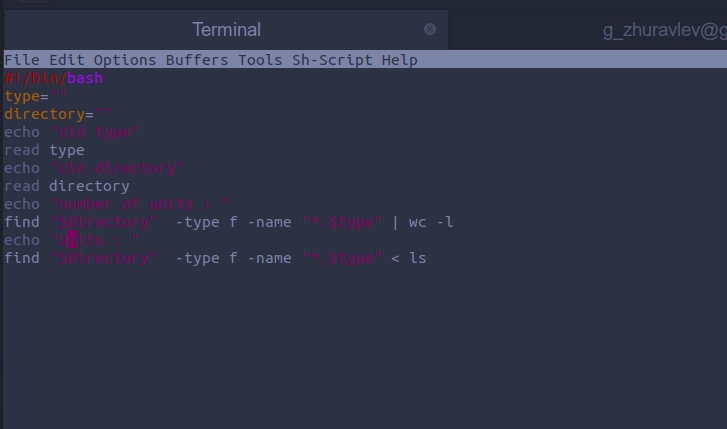 Terminal
g_zhuravlev@g
File Edit Options Buffers Tools Sh-Script Help
#!/bin/bash
type=""
directory=""
echo "cin type"
read type
echo "cin directory"
read directory
echo "number of units : "
find "$directory"  -type f -name "*.$type" | wc -l
echo "Units : "
find "$directory"  -type f -name "*.$type" < ls